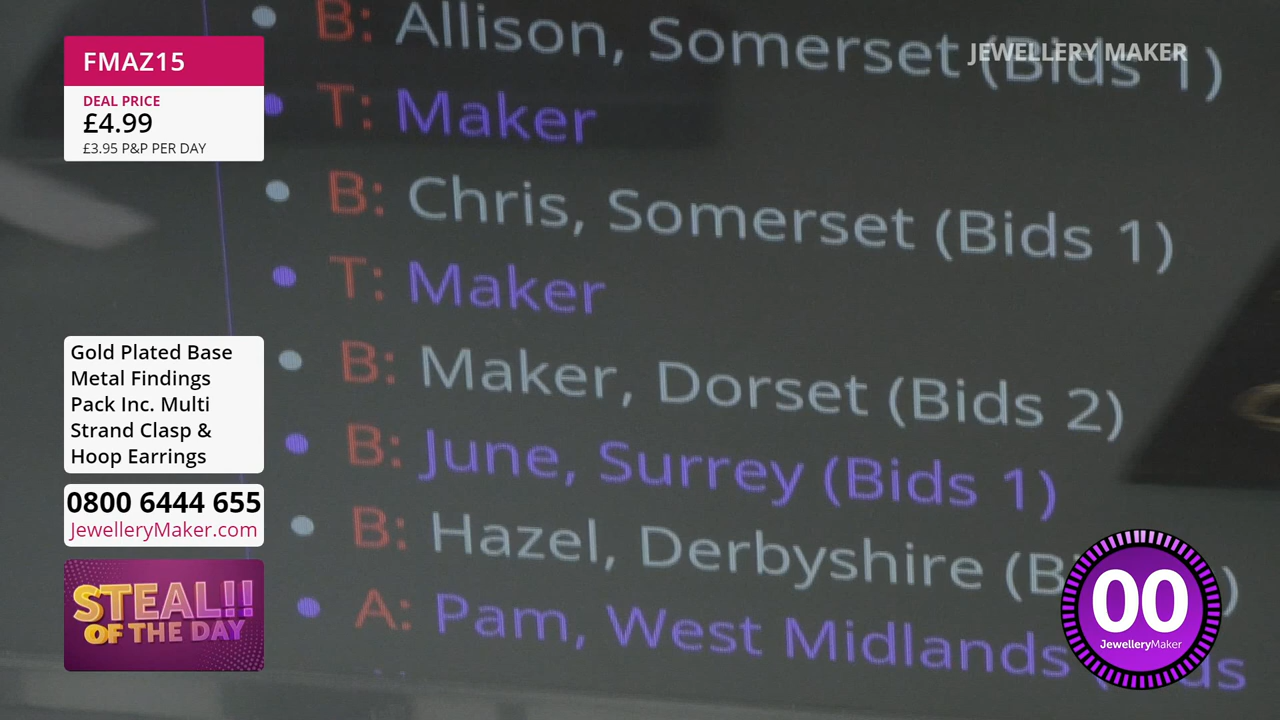 FMAZ15
DEAL PRICE
£4.99
£3.95 P&P PER DAY
JEWELLERY MAKER
B: Allison, Somerset (Bids 1)
T: Maker
B: Chris, Somerset (Bids 1)
T: Maker
B: Maker, Dorset (Bids 2)
B: June, Surrey (Bids 1)
B: Hazel, Derbyshire
A: Pam, West Midlands
Gold Plated Base
Metal Findings
Pack Inc. Multi
Strand Clasp &
Hoop Earrings
0800 6444 655
JewelleryMaker.com
STEAL!!
OF THE DAY
00
JewelleryMaker